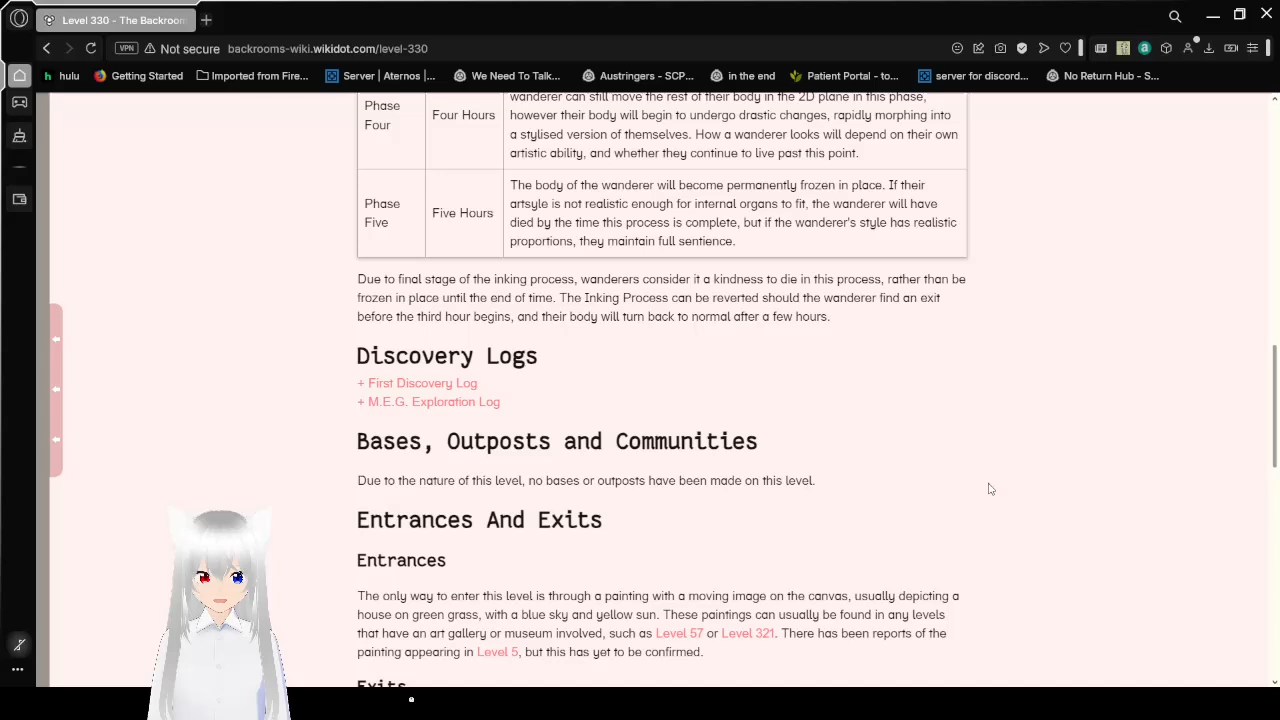 Level 330 - The Backroom
VPN Not secure backrooms-wiki.wikidot.com/level-330
hulu Getting Started Imported from Fire... Server | Aternos |... We Need To Talk... Austringers - SCP... in the end Patient Portal - to... server for discord... No Return Hub - S...
wanderer can still move the rest of their body in the 2D plane in this phase,
Phase Four Four Hours however their body will begin to undergo drastic changes, rapidly morphing into
a stylised version of themselves. How a wanderer looks will depend on their own
artistic ability, and whether they continue to live past this point.
The body of the wanderer will become permanently frozen in place. If their
Phase Five Five Hours artsyle is not realistic enough for internal organs to fit, the wanderer will have
died by the time this process is complete, but if the wanderer's style has realistic
proportions, they maintain full sentience.
Due to final stage of the inking process, wanderers consider it a kindness to die in this process, rather than be
frozen in place until the end of time. The Inking Process can be reverted should the wanderer find an exit
before the third hour begins, and their body will turn back to normal after a few hours.
Discovery Logs
+ First Discovery Log
+ M.E.G. Exploration Log
Bases, Outposts and Communities
Due to the nature of this level, no bases or outposts have been made on this level.
Entrances And Exits
Entrances
The only way to enter this level is through a painting with a moving image on the canvas, usually depicting a
house on green grass, with a blue sky and yellow sun. These paintings can usually be found in any levels
that have an art gallery or museum involved, such as Level 57 or Level 321. There has been reports of the
painting appearing in Level 5, but this has yet to be confirmed.
Exits